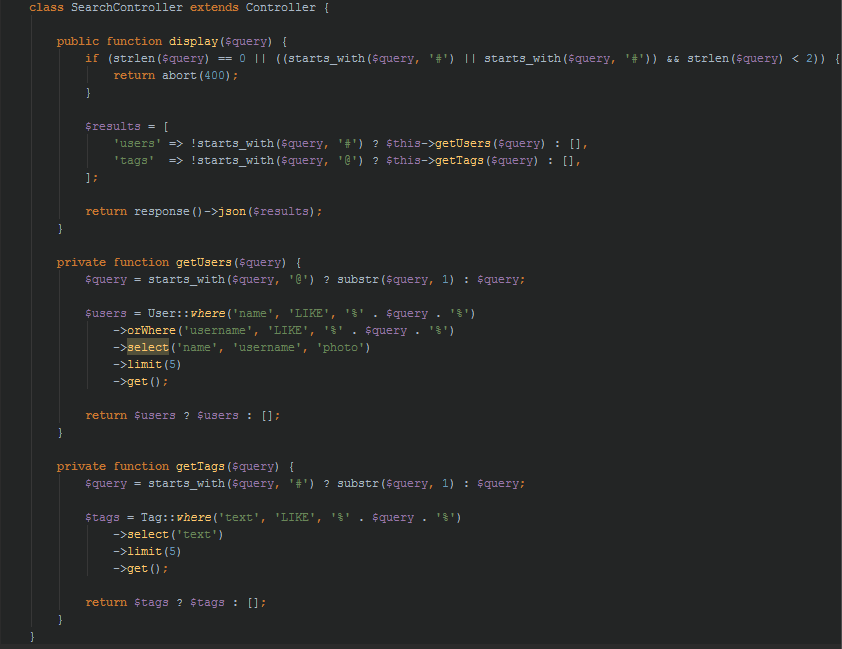 class SearchController extends Controller {
public function display($query) {
if (strlen($query) == 0 || ((starts_with($query, '#') || starts_with($query, '#')) && strlen($query) < 2)) {
return abort(400);
}
$results = [
'users' => !starts_with($query, '#') ? $this->getUsers($query) : [],
'tags' => !starts_with($query, '@') ? $this->getTags($query) : [],
];
return response()->json($results);
}
private function getUsers($query) {
$query = starts_with($query, '@') ? substr($query, 1) : $query;
$users = User::where('name', 'LIKE', '%' . $query . '%')
->orWhere('username', 'LIKE', '%' . $query . '%')
->select('name', 'username', 'photo')
->limit(5)
->get();
return $users ? $users : [];
}
private function getTags($query) {
$query = starts_with($query, '#') ? substr($query, 1) : $query;
$tags = Tag::where('text', 'LIKE', '%' . $query . '%')
->select('text')
->limit(5)
->get();
return $tags ? $tags : [];
}
}